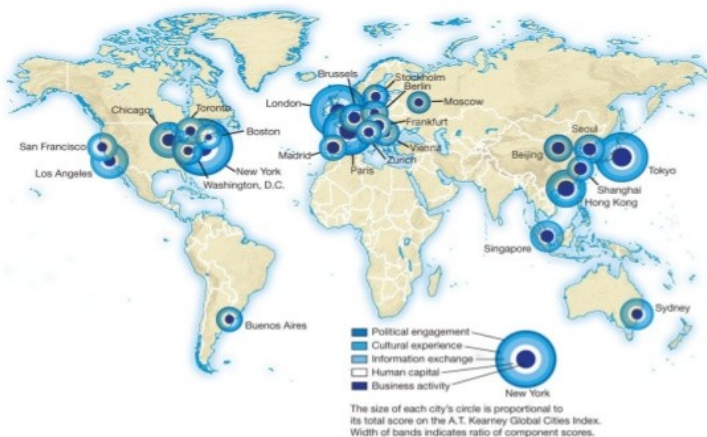 Brussels
Stockholm
Berlin
Moscow
London
Toronto
Chicago
Boston
Frankfurt
Seoul
San Francisco
Vienna
Beijing
Madrid
Zurich
Los Angeles
New York
Tokyo
Paris
Washington, D.C.
Shanghai
Hong Kong
Singapore
Sydney
Buenos Aires
Political engagement
Cultural experience
Information exchange
Human capital
Business activity
New York
The size of each city's circle is proportional to
its total score on the A.T. Kearney Global Cities Index.
Width of bands indicates ratio of component scores.